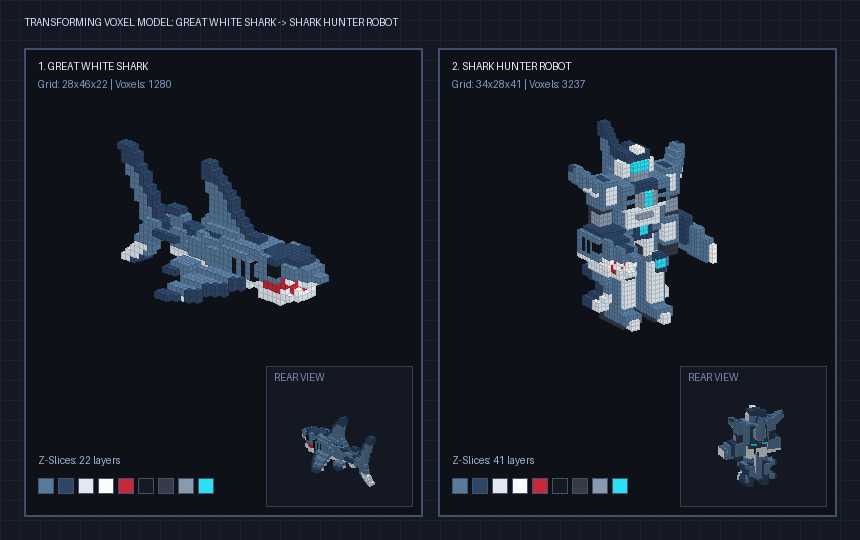 TRANSFORMING VOXEL MODEL: GREAT WHITE SHARK -> SHARK HUNTER ROBOT
1. GREAT WHITE SHARK
Grid: 28x46x22 | Voxels: 1280
REAR VIEW
Z-Slices: 22 layers
2. SHARK HUNTER ROBOT
Grid: 34x28x41 | Voxels: 3237
REAR VIEW
Z-Slices: 41 layers